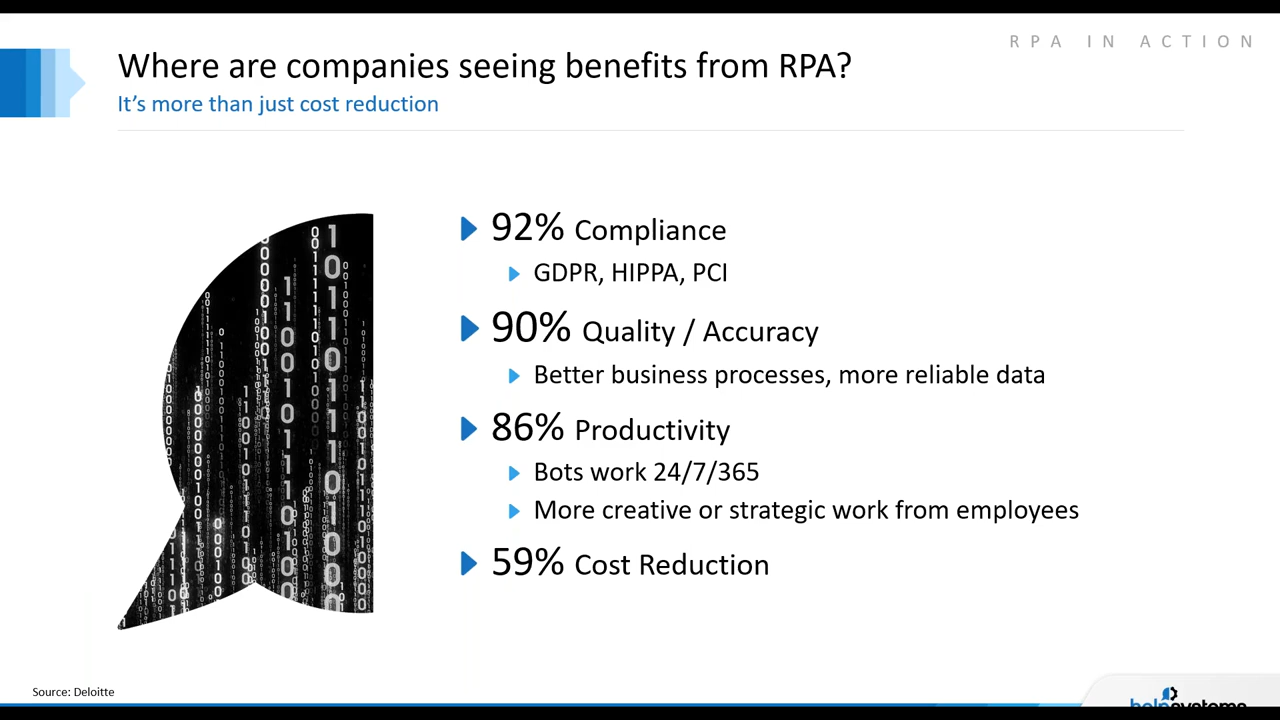 RPA IN ACTION
Where are companies seeing benefits from RPA?
It's more than just cost reduction
92% Compliance
GDPR, HIPPA, PCI
90% Quality / Accuracy
Better business processes, more reliable data
86% Productivity
Bots work 24/7/365
More creative or strategic work from employees
59% Cost Reduction
Source: Deloitte
helpsystems